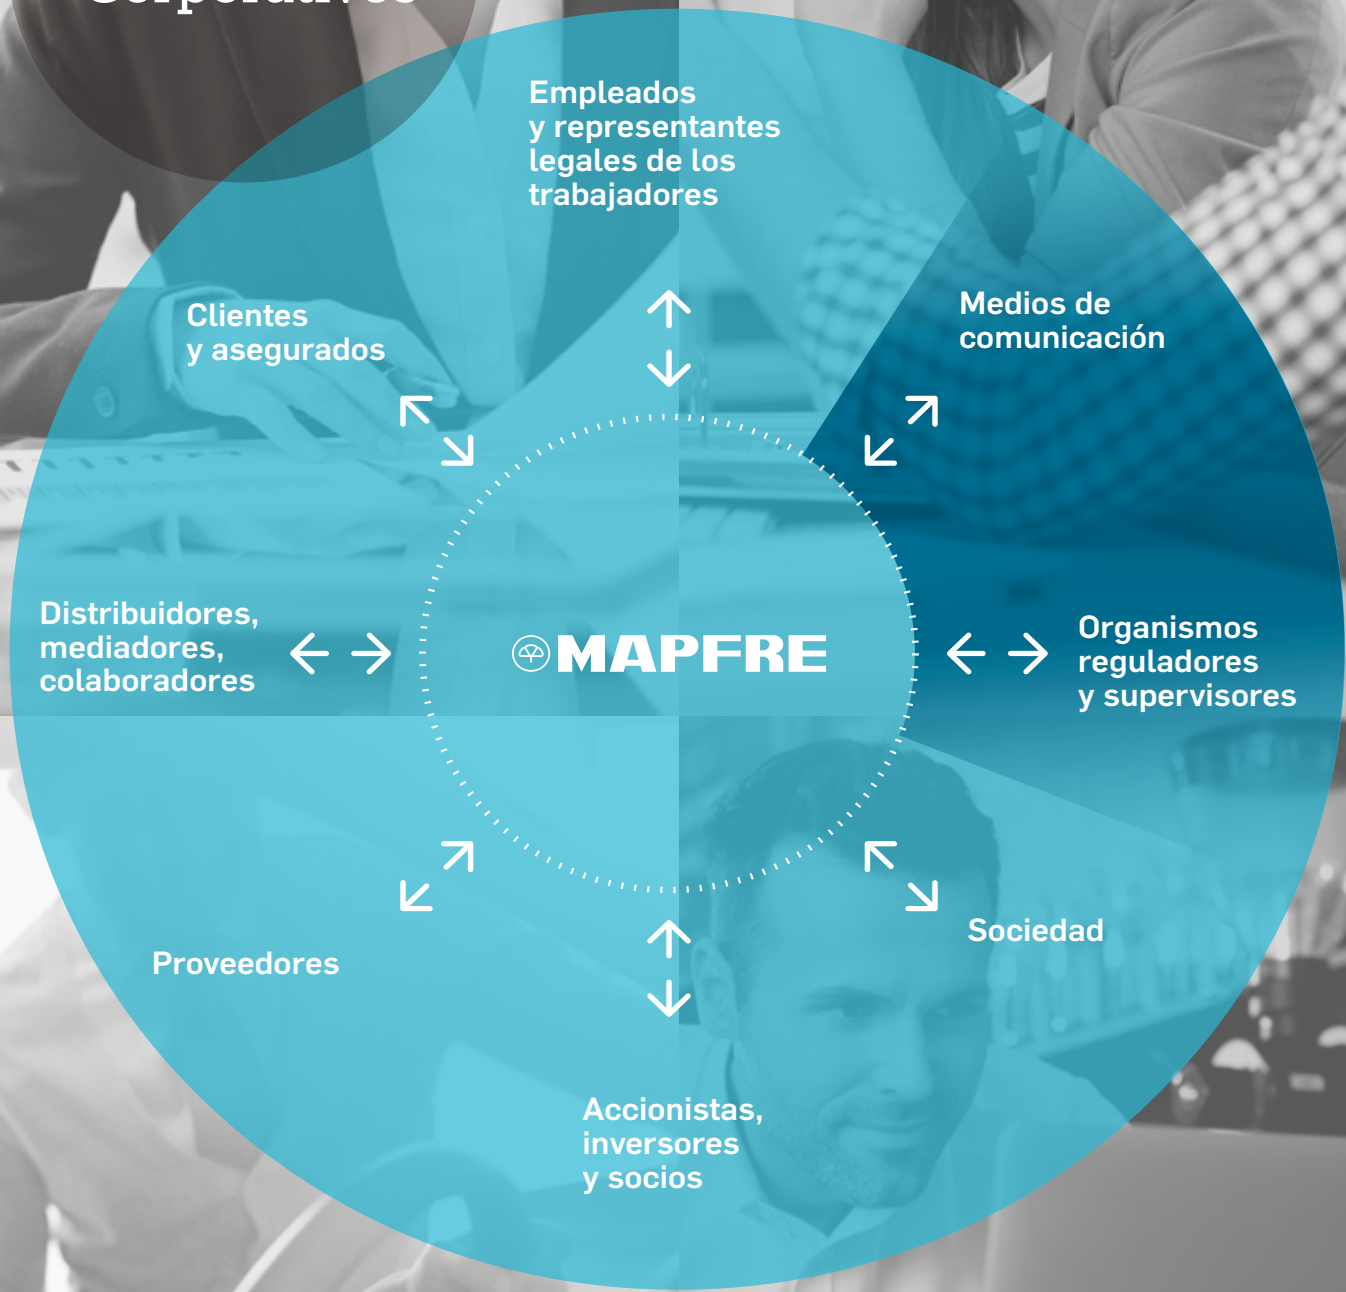 Corporativos
Empleados
y representantes
legales de los
trabajadores
Clientes
y asegurados
Medios de
comunicación
Distribuidores,
mediadores,
colaboradores
MAPFRE
Organismos
reguladores
y supervisores
Proveedores
Sociedad
Accionistas,
inversores
y socios